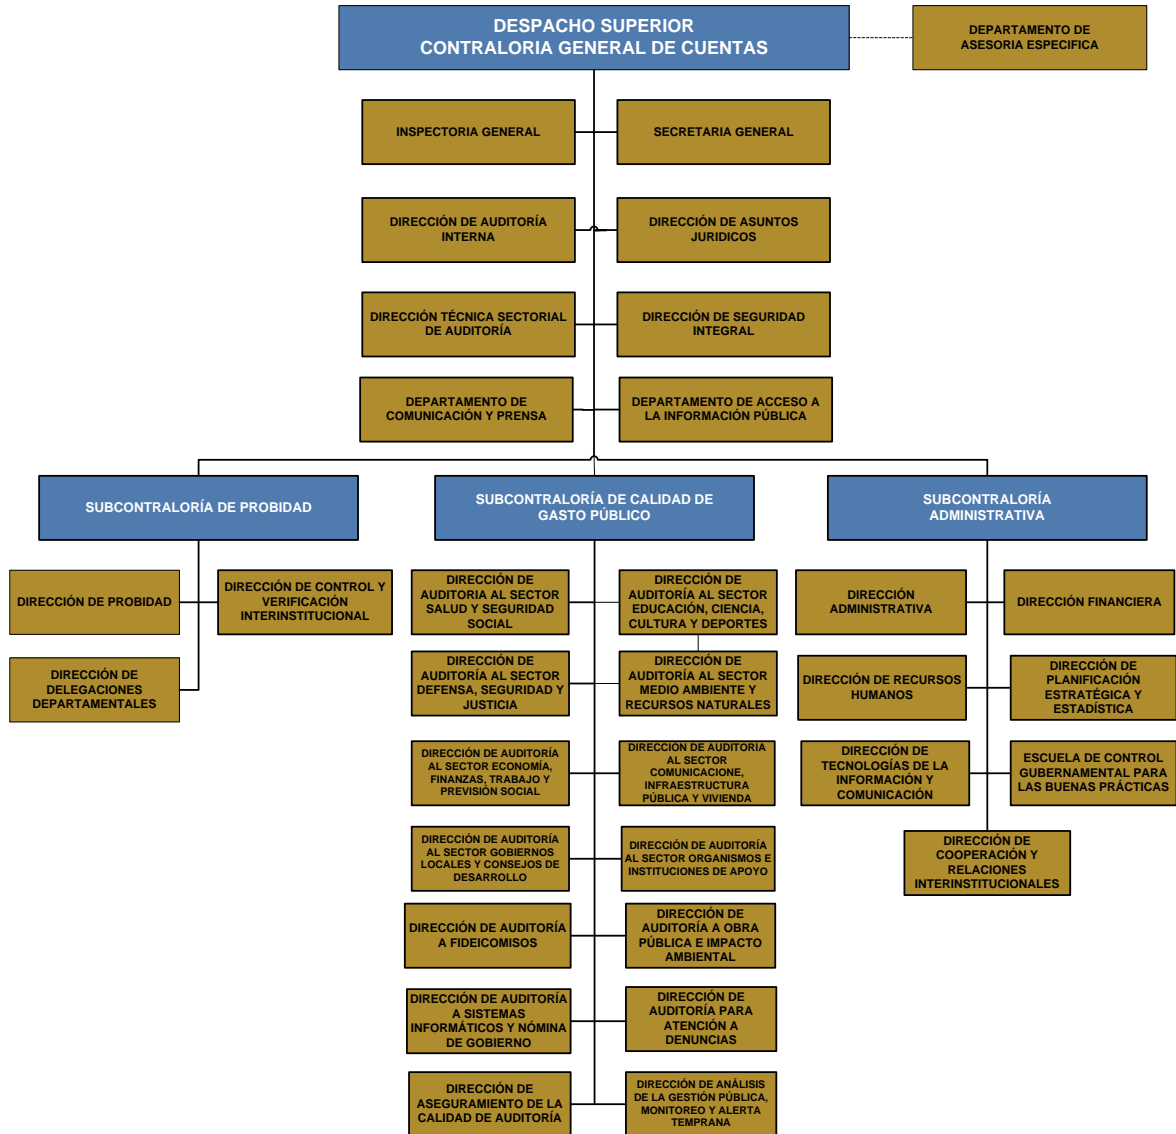 DESPACHO SUPERIOR
CONTRALORIA GENERAL DE CUENTAS
DEPARTAMENTO DE
ASESORIA ESPECIFICA
INSPECTORIA GENERAL
SECRETARIA GENERAL
DIRECCIÓN DE AUDITORÍA
INTERNA
DIRECCIÓN DE ASUNTOS
JURIDICOS
DIRECCIÓN TÉCNICA SECTORIAL
DE AUDITORÍA
DIRECCIÓN DE SEGURIDAD
INTEGRAL
DEPARTAMENTO DE
COMUNICACIÓN Y PRENSA
DEPARTAMENTO DE ACCESO A
LA INFORMACIÓN PÚBLICA
SUBCONTRALORÍA DE PROBIDAD
SUBCONTRALORÍA DE CALIDAD DE
GASTO PÚBLICO
SUBCONTRALORÍA
ADMINISTRATIVA
DIRECCIÓN DE PROBIDAD
DIRECCIÓN DE CONTROL Y
VERIFICACIÓN
INTERINSTITUCIONAL
DIRECCIÓN DE
DELEGACIONES
DEPARTAMENTALES
DIRECCIÓN DE
AUDITORIA AL SECTOR
SALUD Y SEGURIDAD
SOCIAL
DIRECCIÓN DE
AUDITORÍA AL SECTOR
EDUCACIÓN, CIENCIA,
CULTURA Y DEPORTES
DIRECCIÓN DE
AUDITORÍA AL SECTOR
DEFENSA, SEGURIDAD Y
JUSTICIA
DIRECCIÓN DE
AUDITORÍA AL SECTOR
MEDIO AMBIENTE Y
RECURSOS NATURALES
DIRECCIÓN DE AUDITORÍA
AL SECTOR ECONOMÍA,
FINANZAS, TRABAJO Y
PREVISIÓN SOCIAL
DIRECCIÓN DE AUDITORIA
AL SECTOR
COMUNICACIONE,
INFRAESTRUCTURA
PÚBLICA Y VIVIENDA
DIRECCIÓN DE AUDITORÍA
AL SECTOR GOBIERNOS
LOCALES Y CONSEJOS DE
DESARROLLO
DIRECCIÓN DE AUDITORÍA
AL SECTOR ORGANISMOS E
INSTITUCIONES DE APOYO
DIRECCIÓN DE AUDITORÍA
A FIDEICOMISOS
DIRECCIÓN DE
AUDITORÍA A OBRA
PÚBLICA E IMPACTO
AMBIENTAL
DIRECCIÓN DE AUDITORÍA
A SISTEMAS
INFORMÁTICOS Y NÓMINA
DE GOBIERNO
DIRECCIÓN DE
AUDITORÍA PARA
ATENCIÓN A
DENUNCIAS
DIRECCIÓN DE
ASEGURAMIENTO DE LA
CALIDAD DE AUDITORÍA
DIRECCIÓN DE ANÁLISIS
DE LA GESTIÓN PÚBLICA,
MONITOREO Y ALERTA
TEMPRANA
DIRECCIÓN
ADMINISTRATIVA
DIRECCIÓN FINANCIERA
DIRECCIÓN DE RECURSOS
HUMANOS
DIRECCIÓN DE
PLANIFICACIÓN
ESTRATÉGICA Y
ESTADÍSTICA
DIRECCIÓN DE
TECNOLOGÍAS DE LA
INFORMACIÓN Y
COMUNICACIÓN
ESCUELA DE CONTROL
GUBERNAMENTAL PARA
LAS BUENAS PRÁCTICAS
DIRECCIÓN DE
COOPERACIÓN Y
RELACIONES
INTERINSTITUCIONALES